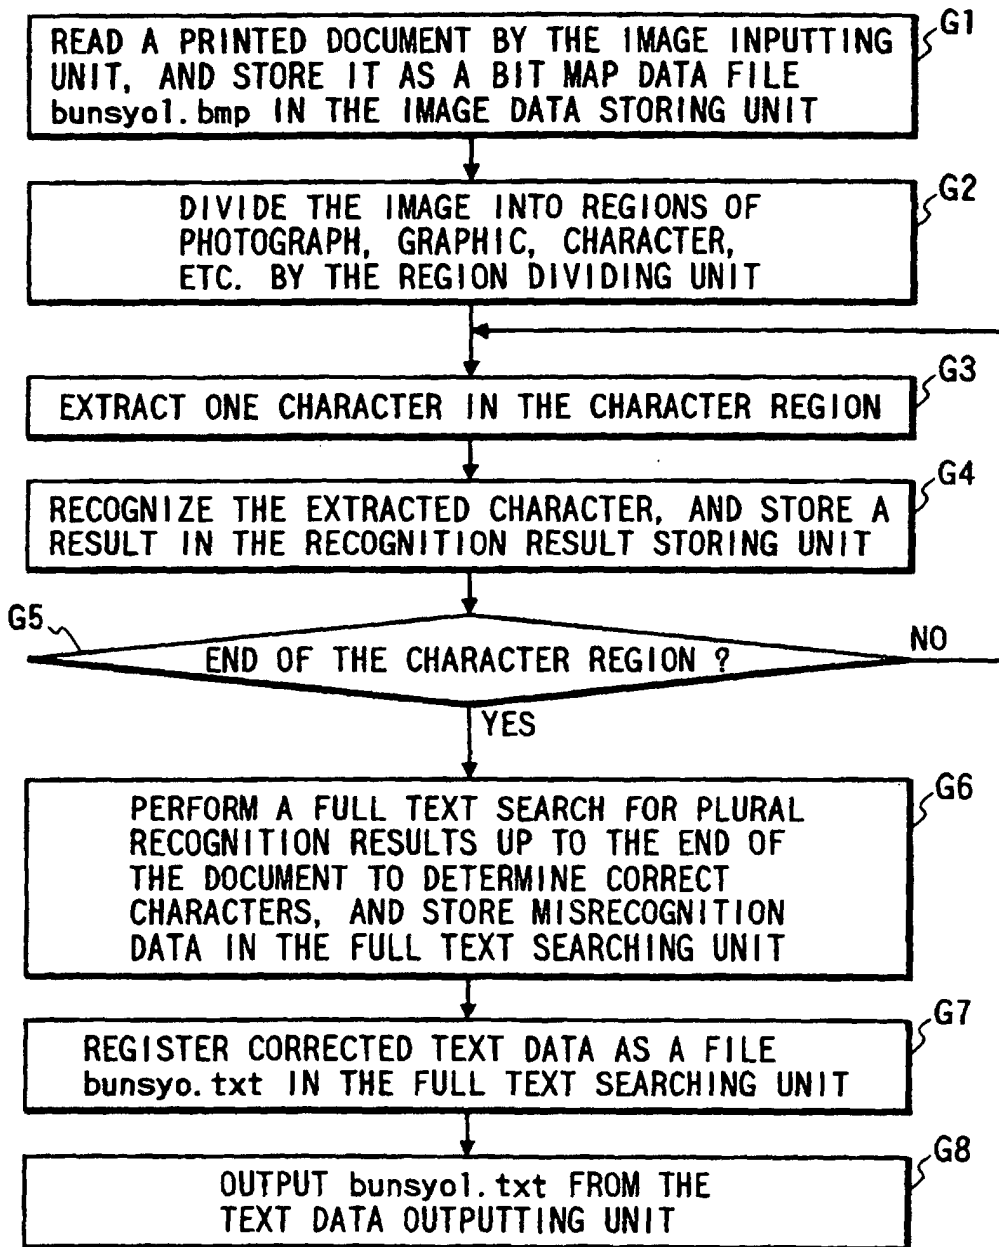 G1
READ A PRINTED DOCUMENT BY THE IMAGE INPUTTING
UNIT, AND STORE IT AS A BIT MAP DATA FILE
bunsyo1.bmp IN THE IMAGE DATA STORING UNIT
G2
DIVIDE THE IMAGE INTO REGIONS OF
PHOTOGRAPH, GRAPHIC, CHARACTER,
ETC. BY THE REGION DIVIDING UNIT
G3
EXTRACT ONE CHARACTER IN THE CHARACTER REGION
G4
RECOGNIZE THE EXTRACTED CHARACTER, AND STORE A
RESULT IN THE RECOGNITION RESULT STORING UNIT
G5
END OF THE CHARACTER REGION ?
NO
YES
G6
PERFORM A FULL TEXT SEARCH FOR PLURAL
RECOGNITION RESULTS UP TO THE END OF
THE DOCUMENT TO DETERMINE CORRECT
CHARACTERS, AND STORE MISRECOGNITION
DATA IN THE FULL TEXT SEARCHING UNIT
G7
REGISTER CORRECTED TEXT DATA AS A FILE
bunsyo.txt IN THE FULL TEXT SEARCHING UNIT
G8
OUTPUT bunsyo1.txt FROM THE
TEXT DATA OUTPUTTING UNIT